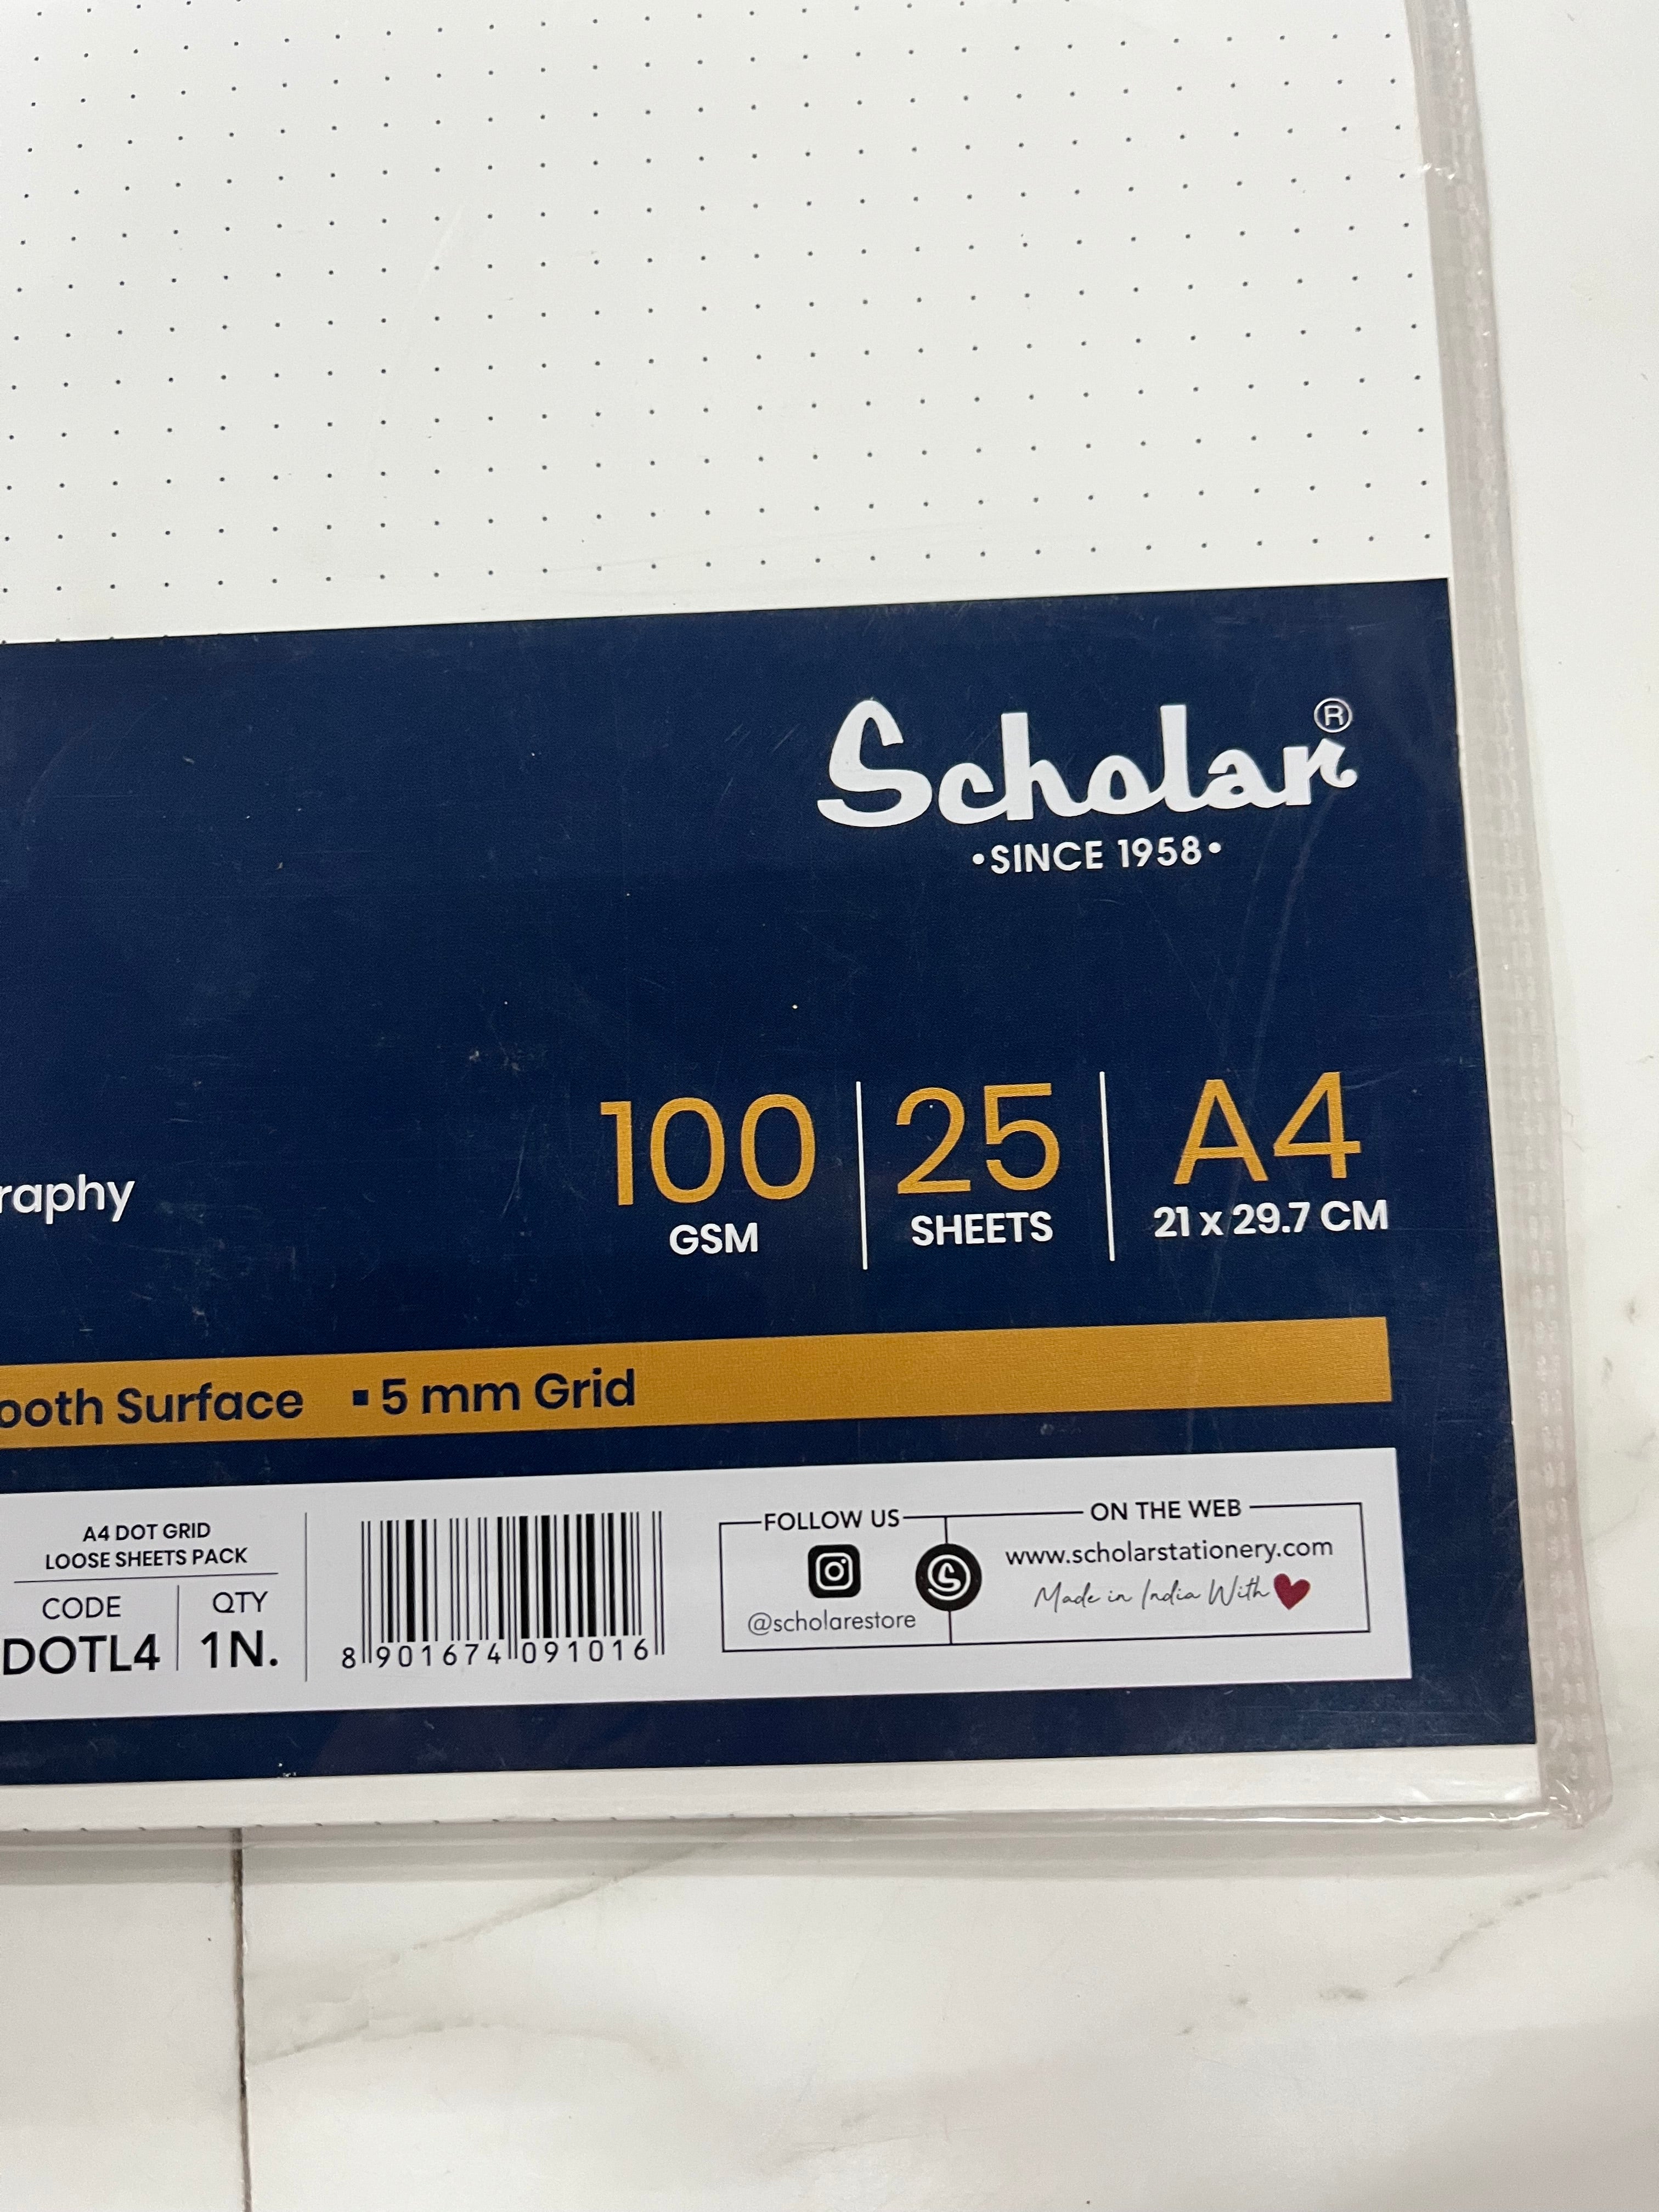 Scholar®
•SINCE 1958•
100 | 25 | A4
GSM SHEETS 21 x 29.7 CM
raphy
ooth Surface ▪ 5 mm Grid
A4 DOT GRID
LOOSE SHEETS PACK
CODE QTY
DOTL4 1N.
8 901674 091016
FOLLOW US
@scholarestore
ON THE WEB
www.scholarstationery.com
Made in India With ❤